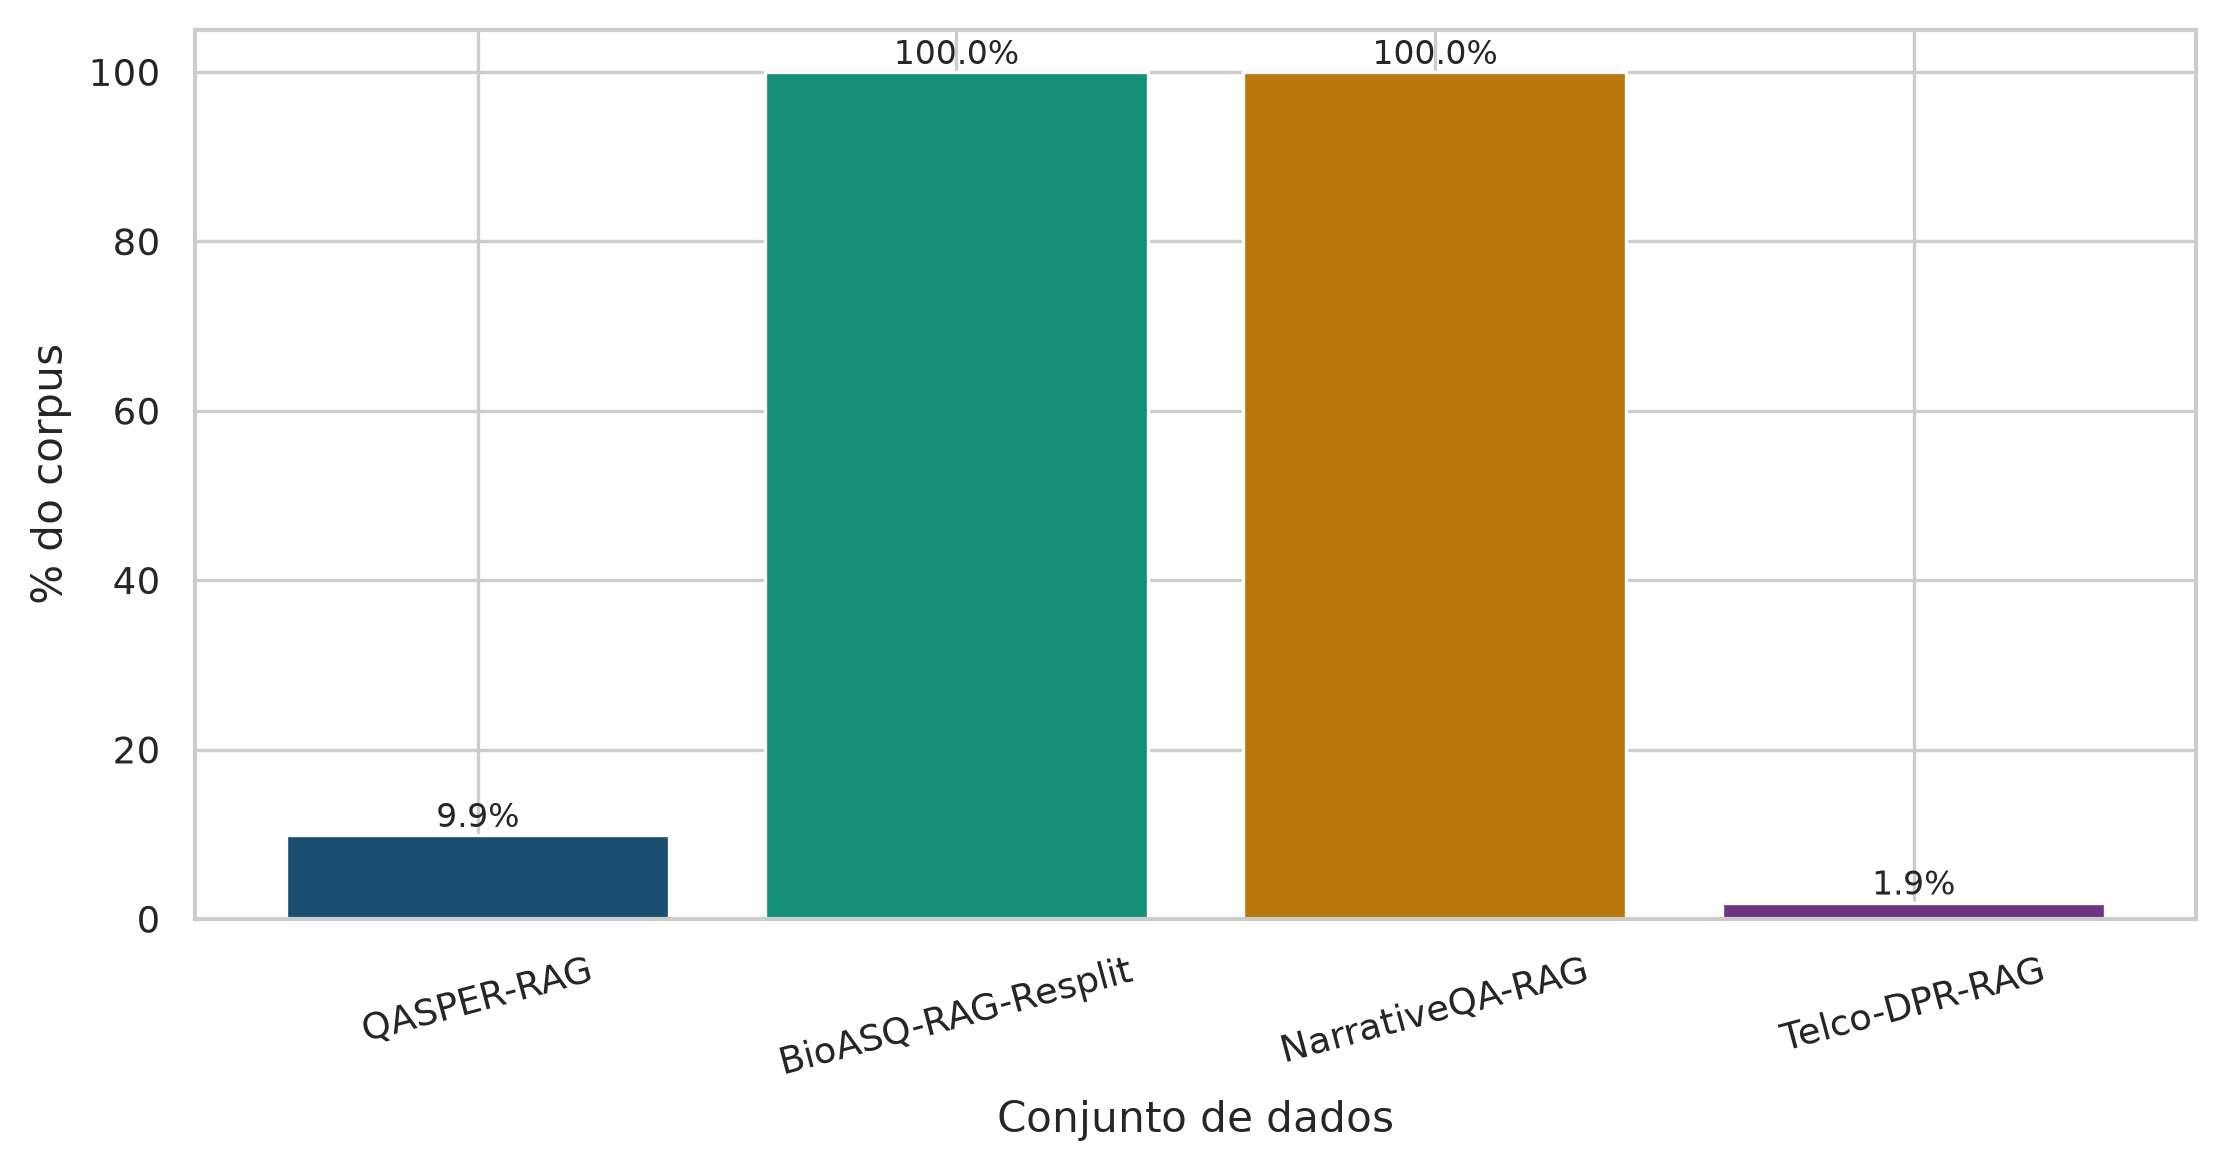 100.0% 100.0%
100
80
60
40
20
0
% do corpus
9.9%
1.9%
QASPER-RAG
BioASQ-RAG-Resplit
NarrativeQA-RAG
Telco-DPR-RAG
Conjunto de dados